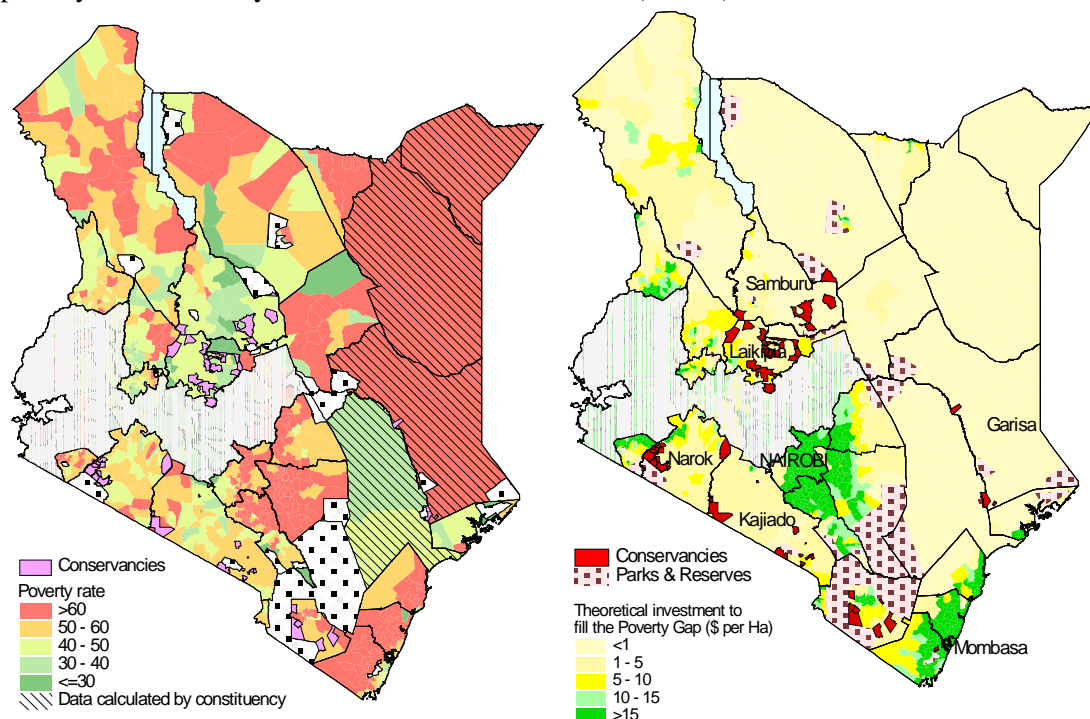 Conservancies
Poverty rate
>60
50 - 60
40 - 50
30 - 40
<=30
Data calculated by constituency
Samburu
Laikipia
Garisa
Narok
NAIROBI
Kajiado
Mombasa
Conservancies
Parks & Reserves
Theoretical investment to
fill the Poverty Gap ($ per Ha)
<1
1 - 5
5 - 10
10 - 15
>15